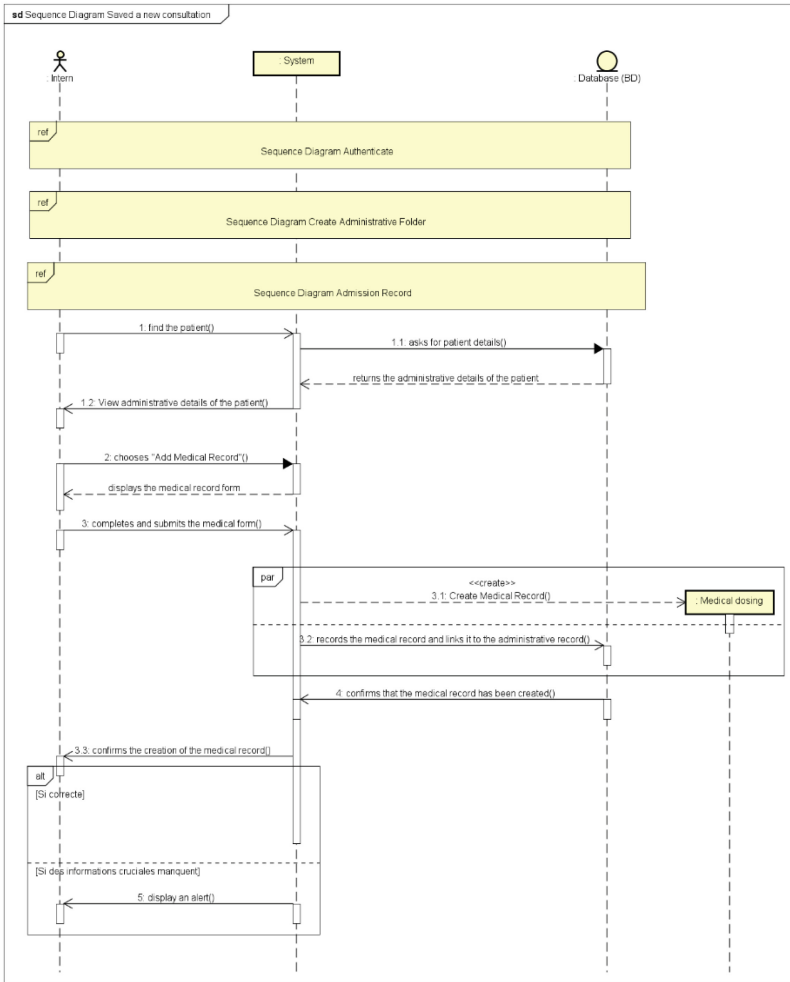 sd Sequence Diagram Saved a new consultation
: Intern
: System
: Database (BD)
ref
Sequence Diagram Authenticate
ref
Sequence Diagram Create Administrative Folder
ref
Sequence Diagram Admission Record
1. find the patient()
1.1: asks for patient details()
returns the administrative details of the patient
1.2: View administrative details of the patient()
2: chooses "Add Medical Record"()
displays the medical record form
3: completes and submits the medical form()
par
<<create>>
3.1: Create Medical Record()
: Medical dosing
3.2: records the medical record and links it to the administrative record()
4: confirms that the medical record has been created()
3.3: confirms the creation of the medical record()
alt
[Si correcte]
[Si des informations cruciales manquent]
5: display an alert()